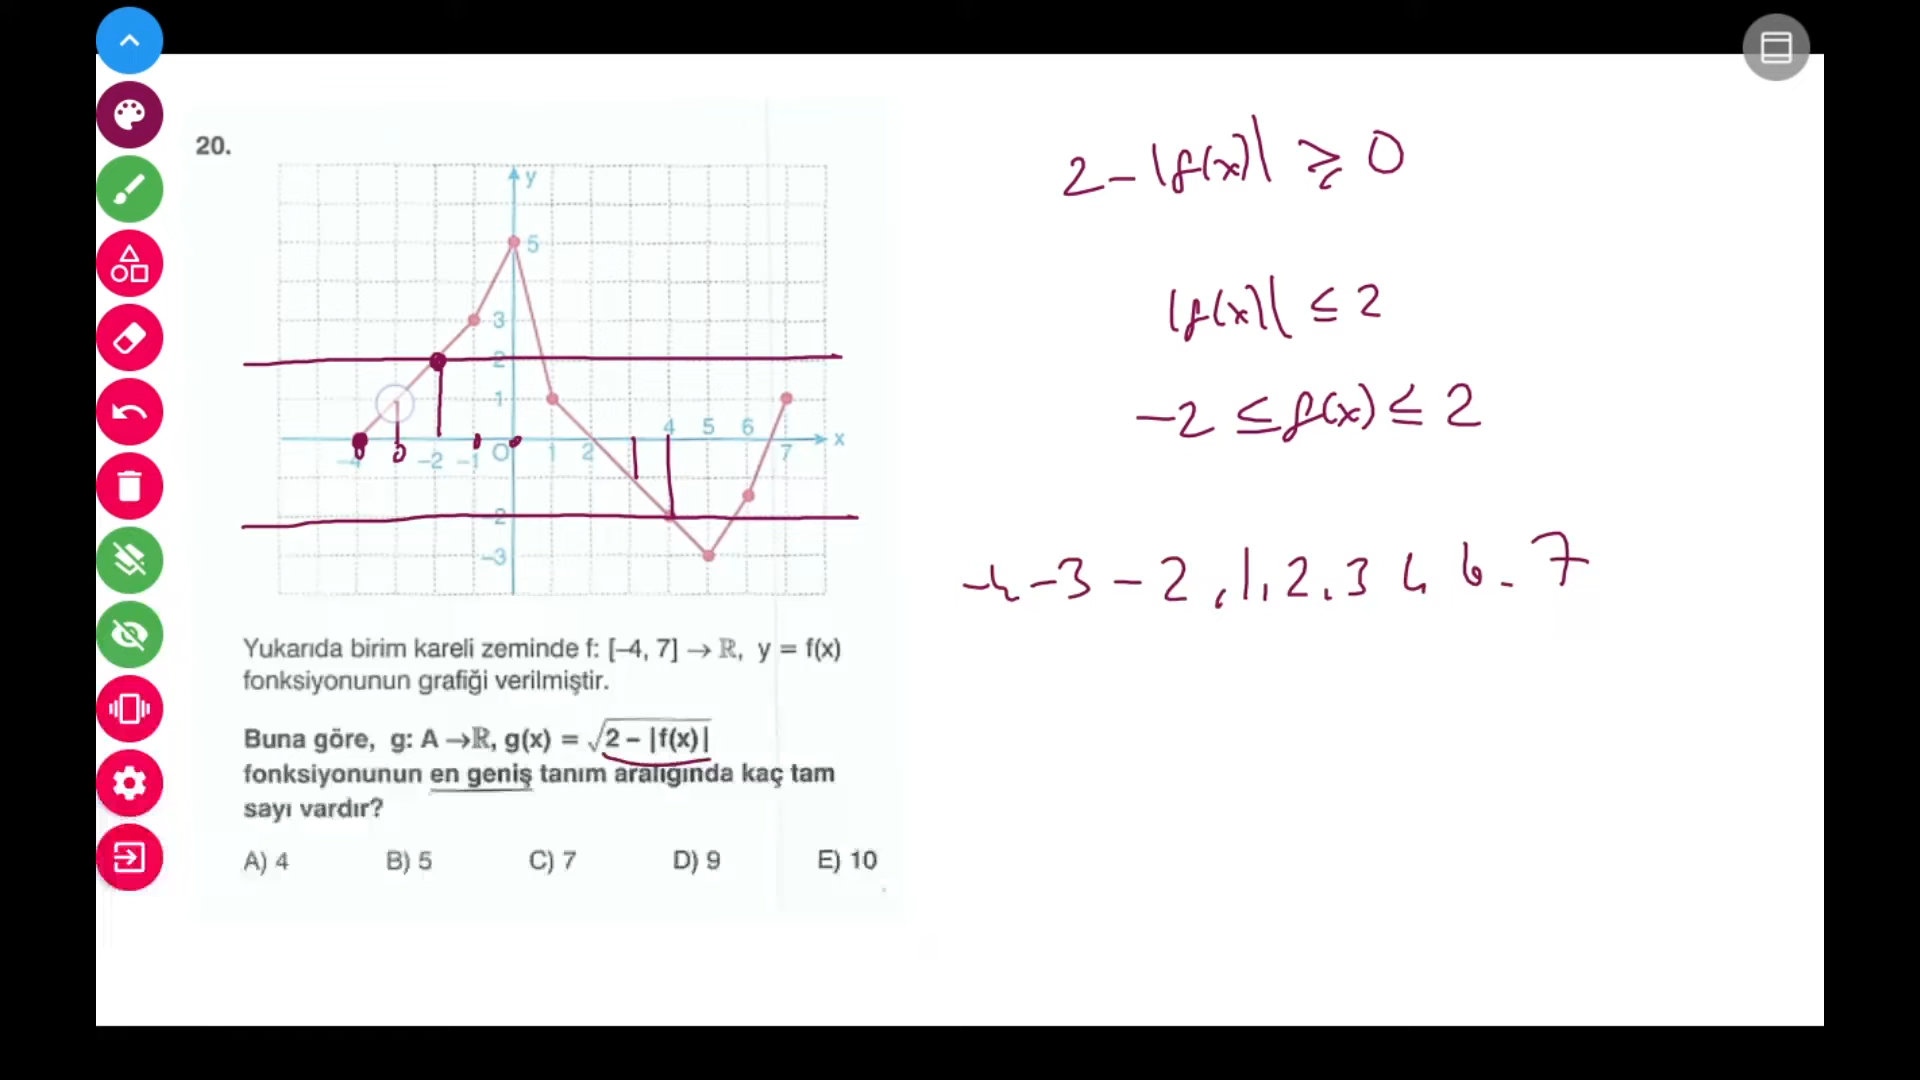 20.
y
5
3
2
1
4 5 6
x
-4 -2 -1 O 1 2 7
-2
-3
Yukarıda birim kareli zeminde f: [–4, 7] → ℝ, y = f(x)
fonksiyonunun grafiği verilmiştir.
Buna göre, g: A →ℝ, g(x) = √2 – |f(x)|
fonksiyonunun en geniş tanım aralığında kaç tam
sayı vardır?
A) 4 B) 5 C) 7 D) 9 E) 10
2-|f(x)| ≥ 0
|f(x)| ≤ 2
-2 ≤ f(x) ≤ 2
-4 -3 -2, 1, 2, 3 4 6. 7